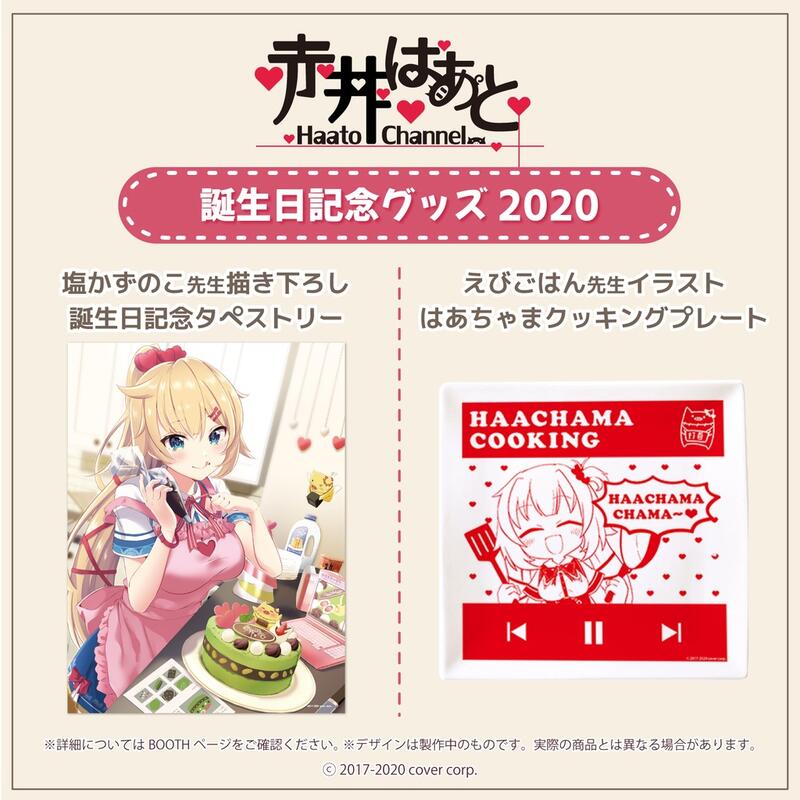 赤井はあと
Haato Channel
誕生日記念グッズ 2020
塩かずのこ先生描き下ろし
誕生日記念タペストリー
えびごはん先生イラスト
はあちゃまクッキングプレート
HAACHAMA
COOKING
HAACHAMA
CHAMA~❤
© 2017-2020 cover corp.
※詳細については BOOTH ページをご確認ください。※デザインは製作中のものです。実際の商品とは異なる場合があります。
© 2017-2020 cover corp.